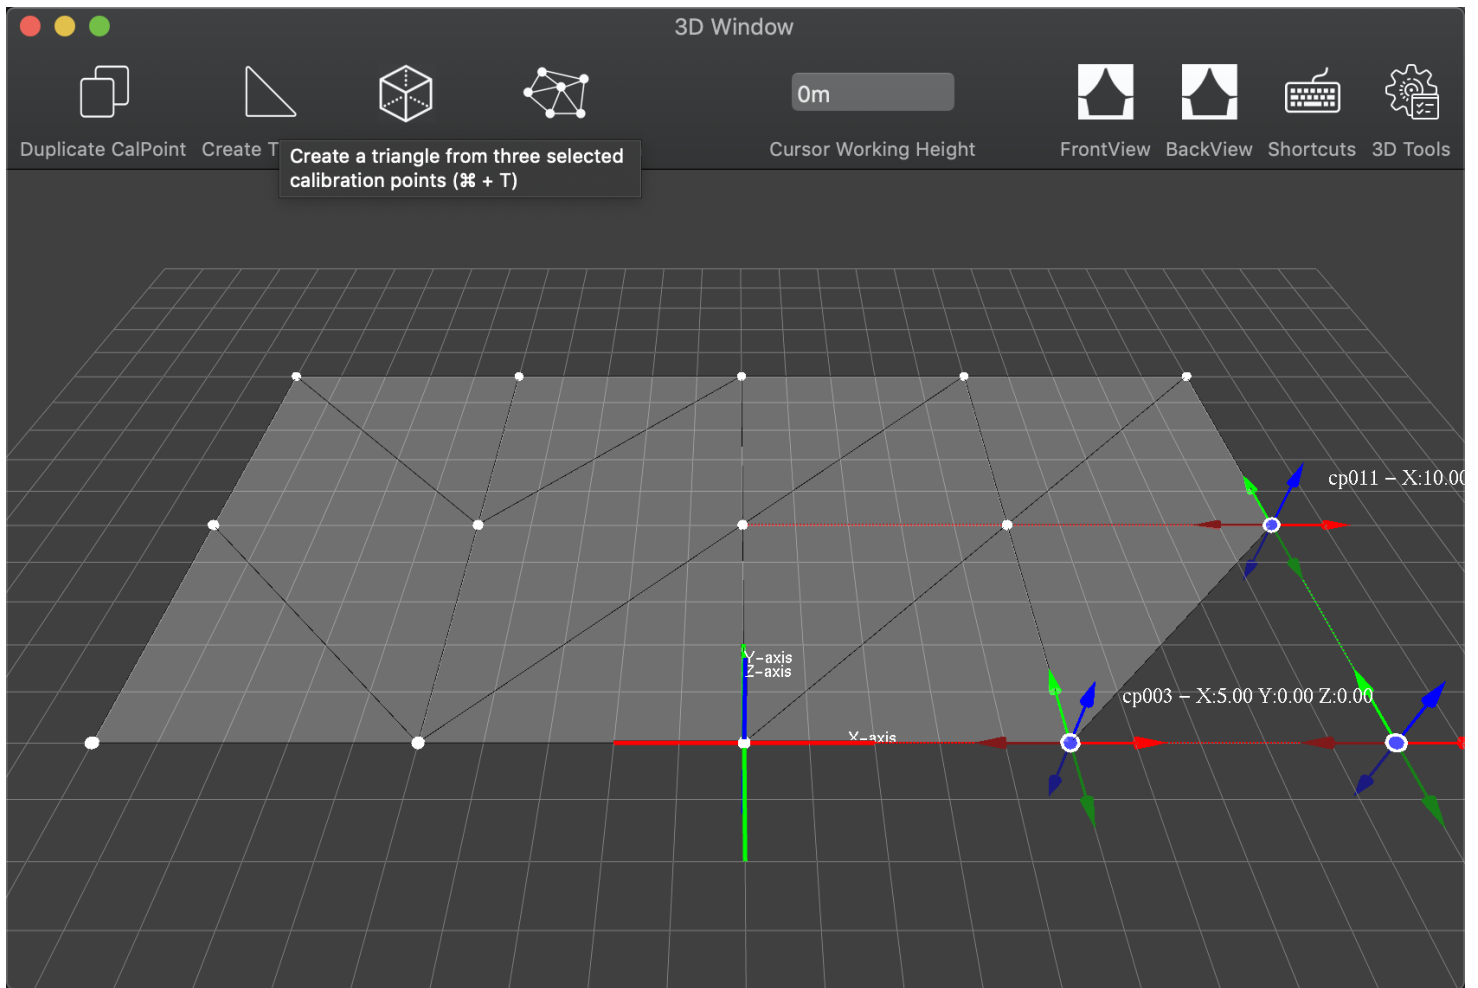 3D Window
0m
Duplicate CalPoint
Create T
Cursor Working Height
FrontView
BackView
Shortcuts
3D Tools
Create a triangle from three selected
calibration points (⌘ + T)
cp011 – X:10.00
Y-axis
Z-axis
cp003 – X:5.00 Y:0.00 Z:0.00
X-axis